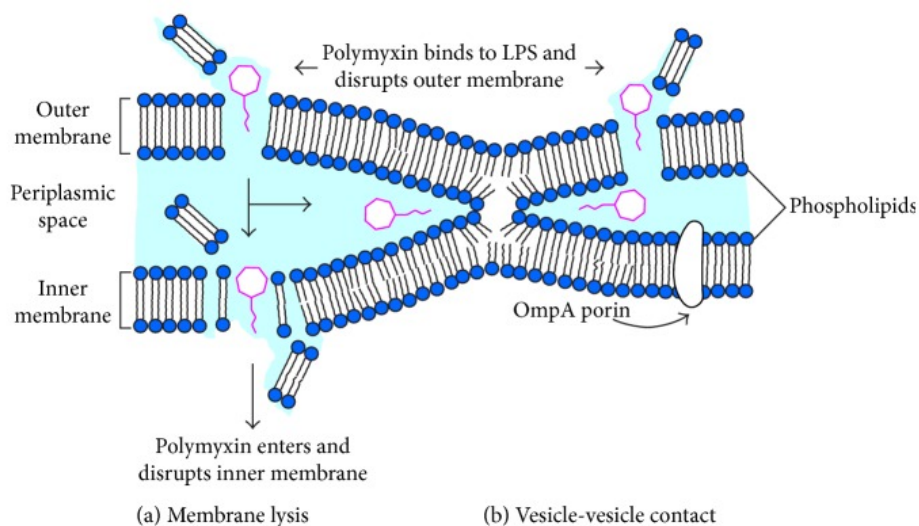 Polymyxin binds to LPS and
disrupts outer membrane
Outer
membrane
Periplasmic
space
Phospholipids
Inner
membrane
OmpA porin
Polymyxin enters and
disrupts inner membrane
(a) Membrane lysis
(b) Vesicle-vesicle contact